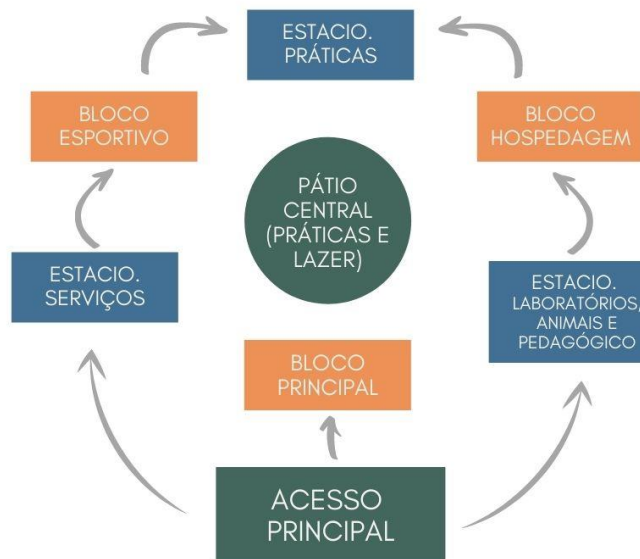 ESTACIO.
PRÁTICAS
BLOCO
ESPORTIVO
BLOCO
HOSPEDAGEM
PÁTIO
CENTRAL
(PRÁTICAS E
LAZER)
ESTACIO.
SERVIÇOS
ESTACIO.
LABORATÓRIOS,
ANIMAIS E
PEDAGÓGICO
BLOCO
PRINCIPAL
ACESSO
PRINCIPAL